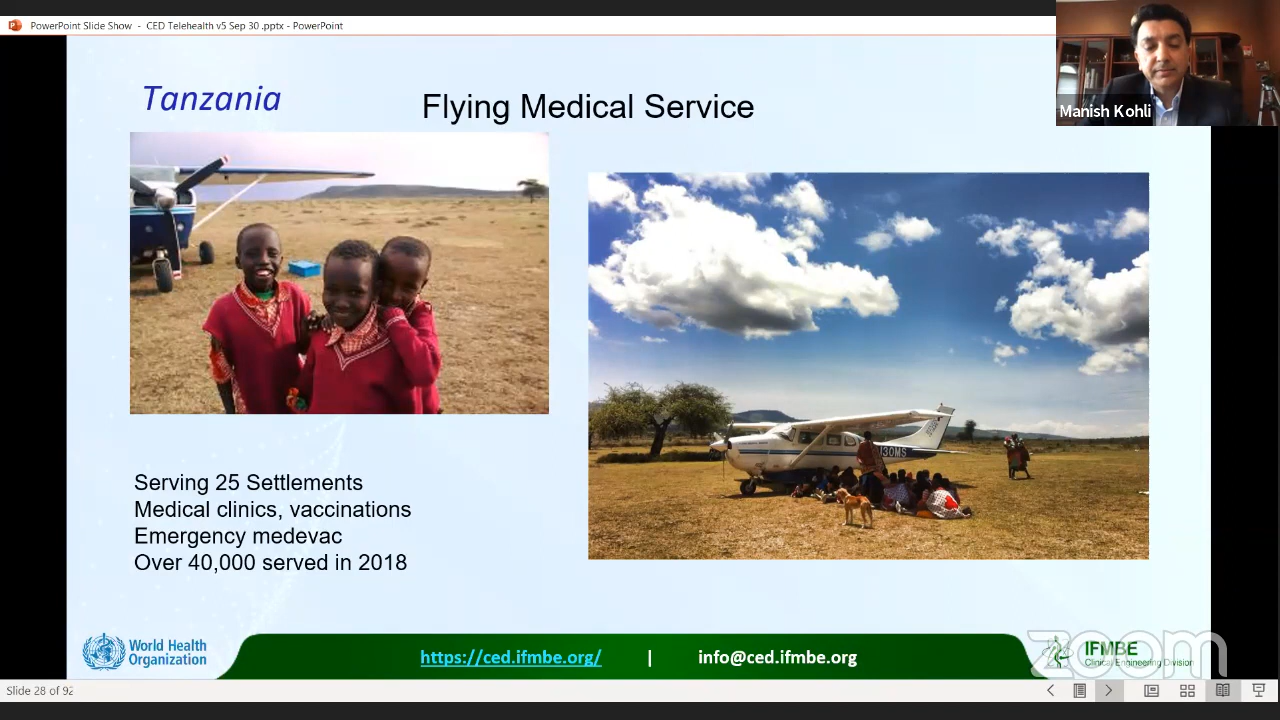 PowerPoint Slide Show - CED Telehealth v5 Sep 30 .pptx - PowerPoint
Manish Kohli
Tanzania
Flying Medical Service
130MS
Serving 25 Settlements
Medical clinics, vaccinations
Emergency medevac
Over 40,000 served in 2018
World Health
Organization
https://ced.ifmbe.org/ | info@ced.ifmbe.org
IFMBE
Clinical Engineering Division
zoom
Slide 28 of 92